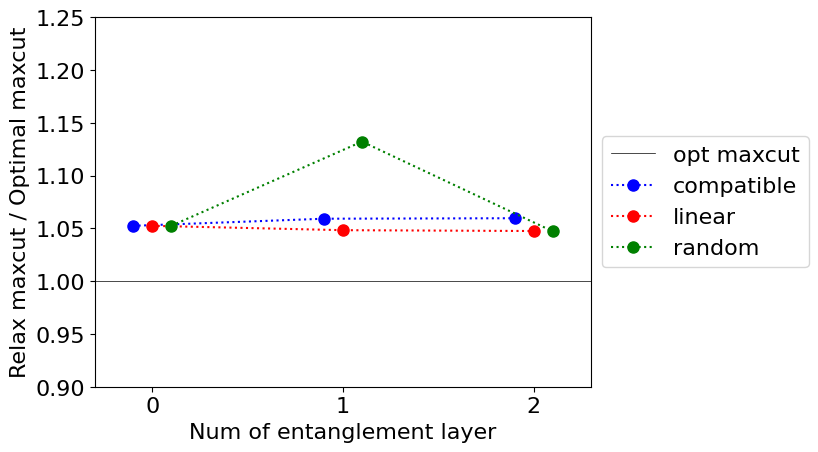 Relax maxcut / Optimal maxcut
1.25
1.20
1.15
1.10
1.05
1.00
0.95
0.90
0
1
2
Num of entanglement layer
opt maxcut
compatible
linear
random